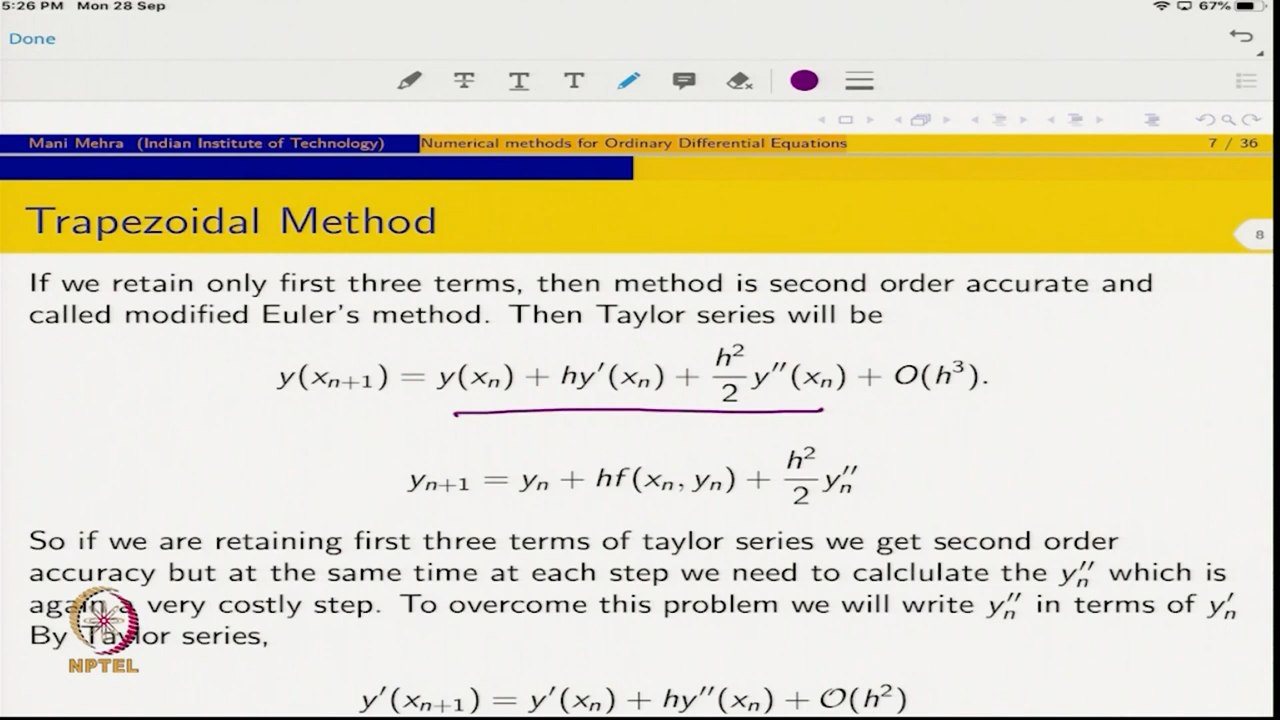 5:26 PM Mon 28 Sep
67%
Done
T T T
Mani Mehra (Indian Institute of Technology) Numerical methods for Ordinary Differential Equations 7 / 36
Trapezoidal Method
8
If we retain only first three terms, then method is second order accurate and
called modified Euler's method. Then Taylor series will be
y(xₙ₊₁) = y(xₙ) + hy′(xₙ) + h²/2 y″(xₙ) + O(h³).
yₙ₊₁ = yₙ + hf(xₙ, yₙ) + h²/2 yₙ″
So if we are retaining first three terms of taylor series we get second order
accuracy but at the same time at each step we need to calclulate the yₙ″ which is
again a very costly step. To overcome this problem we will write yₙ″ in terms of yₙ′
By Taylor series,
NPTEL
y′(xₙ₊₁) = y′(xₙ) + hy″(xₙ) + O(h²)